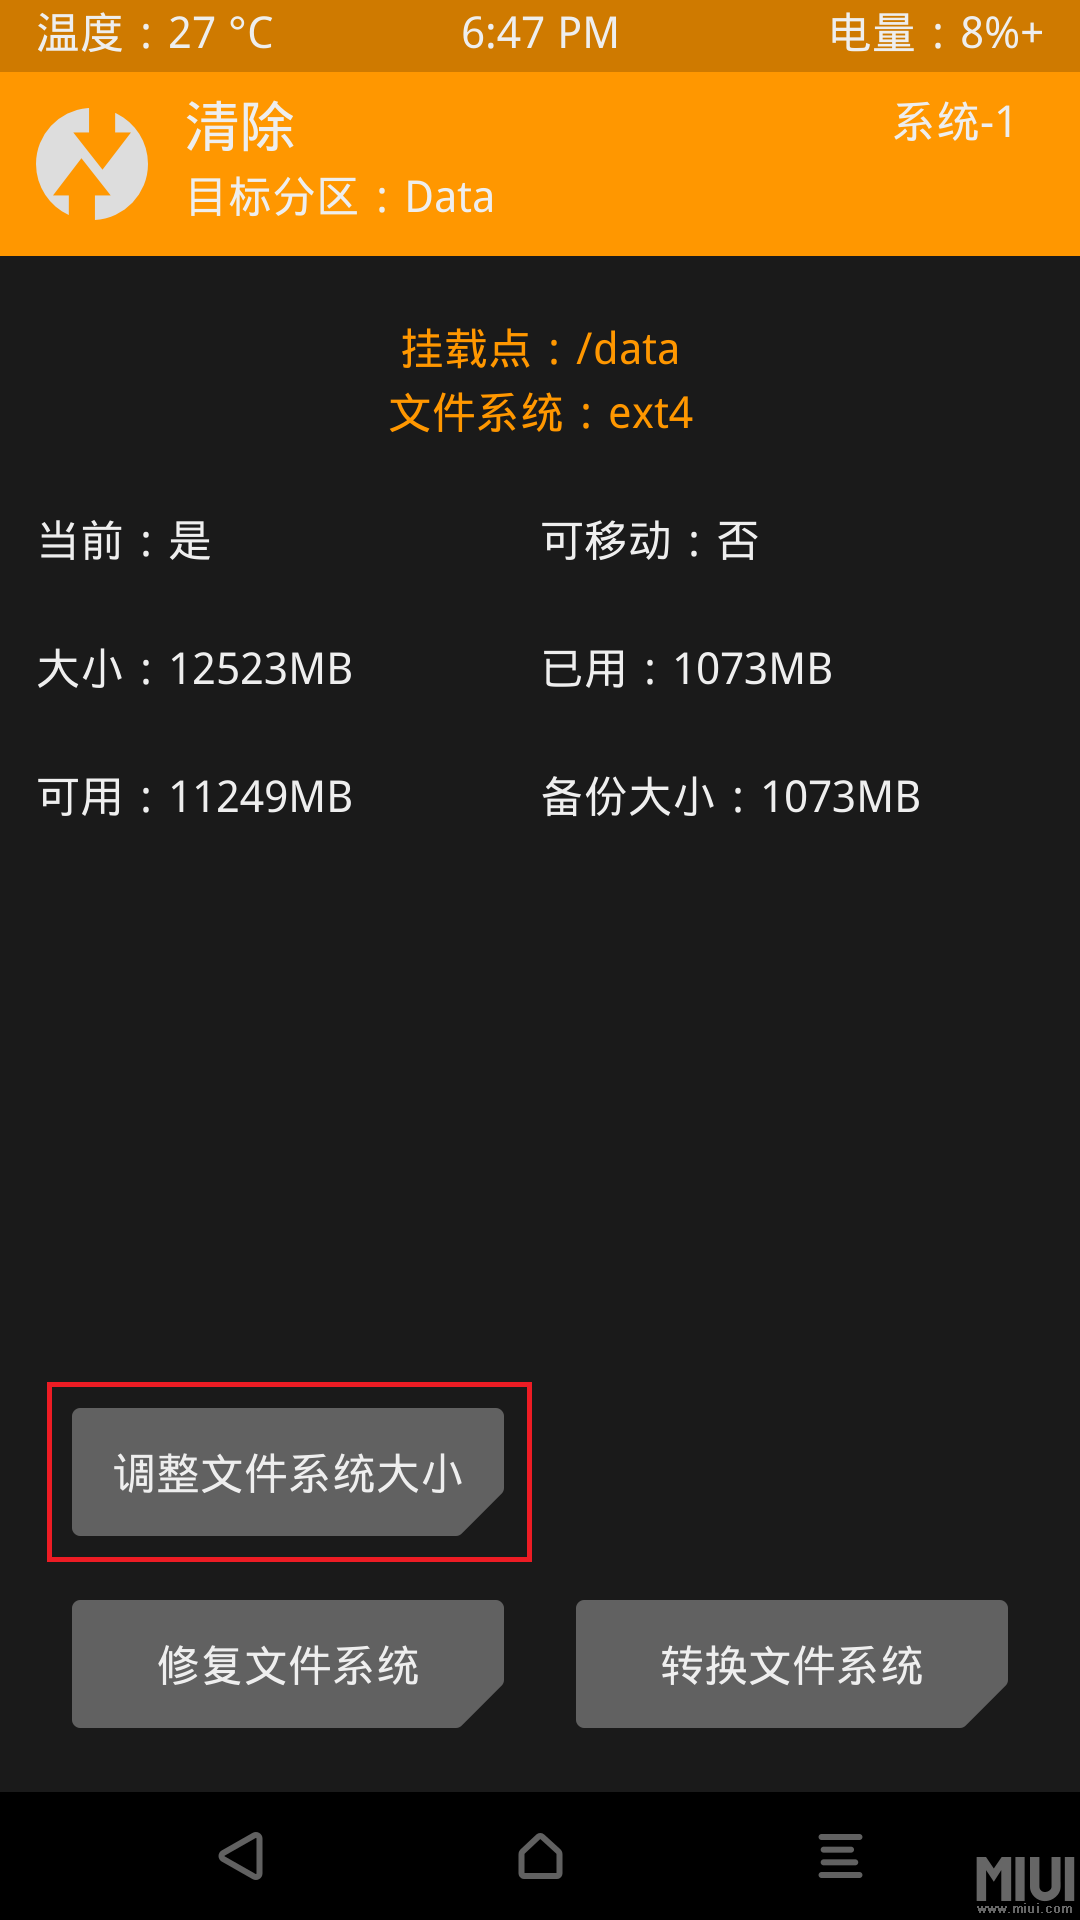 温度：27 °C 6:47 PM 电量：8%+
清除 系统-1
目标分区：Data
挂载点：/data
文件系统：ext4
当前：是 可移动：否
大小：12523MB 已用：1073MB
可用：11249MB 备份大小：1073MB
调整文件系统大小
修复文件系统 转换文件系统
MIUI
www.miui.com